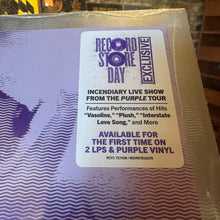 RECORD
STORE
DAY
EXCLUSIVE
INCENDIARY LIVE SHOW
FROM THE PURPLE TOUR
Features Performances of Hits
"Vasoline," "Plush," "Interstate
Love Song," and More
AVAILABLE FOR
THE FIRST TIME ON
2 LPS & PURPLE VINYL